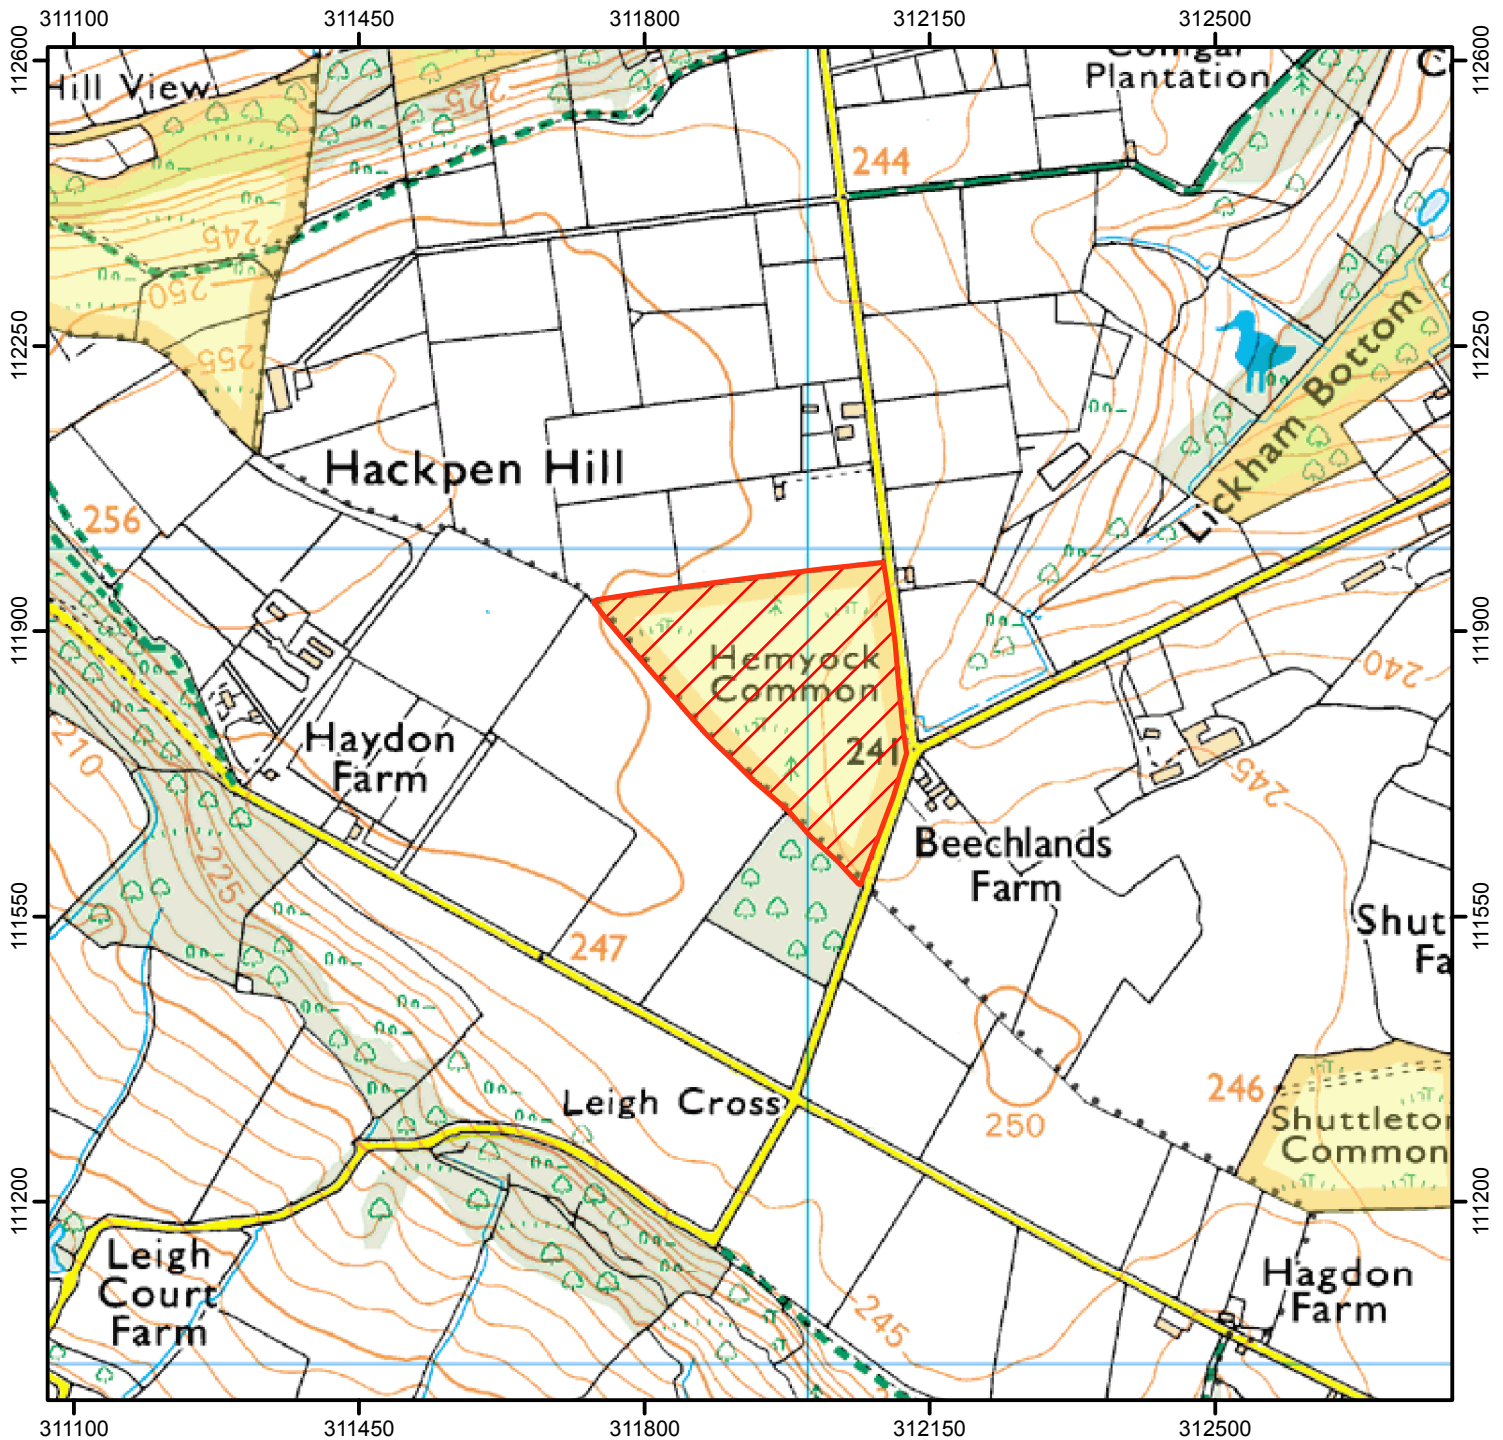 311100 311450 311800 312150 312500
112600
112600
Hill View
225
Plantation
C
244
245
250
255
112250
112250
Lickham Bottom
Hackpen Hill
256
111900
111900
Hemyock
Common
240
241
210
Haydon
Farm
245
Beechlands
Farm
225
111550
111550
247
Shut
Fa
246
Leigh Cross
250
Shuttleton
Common
111200
111200
Leigh
Court
Farm
Hagdon
Farm
245
311100 311450 311800 312150 312500